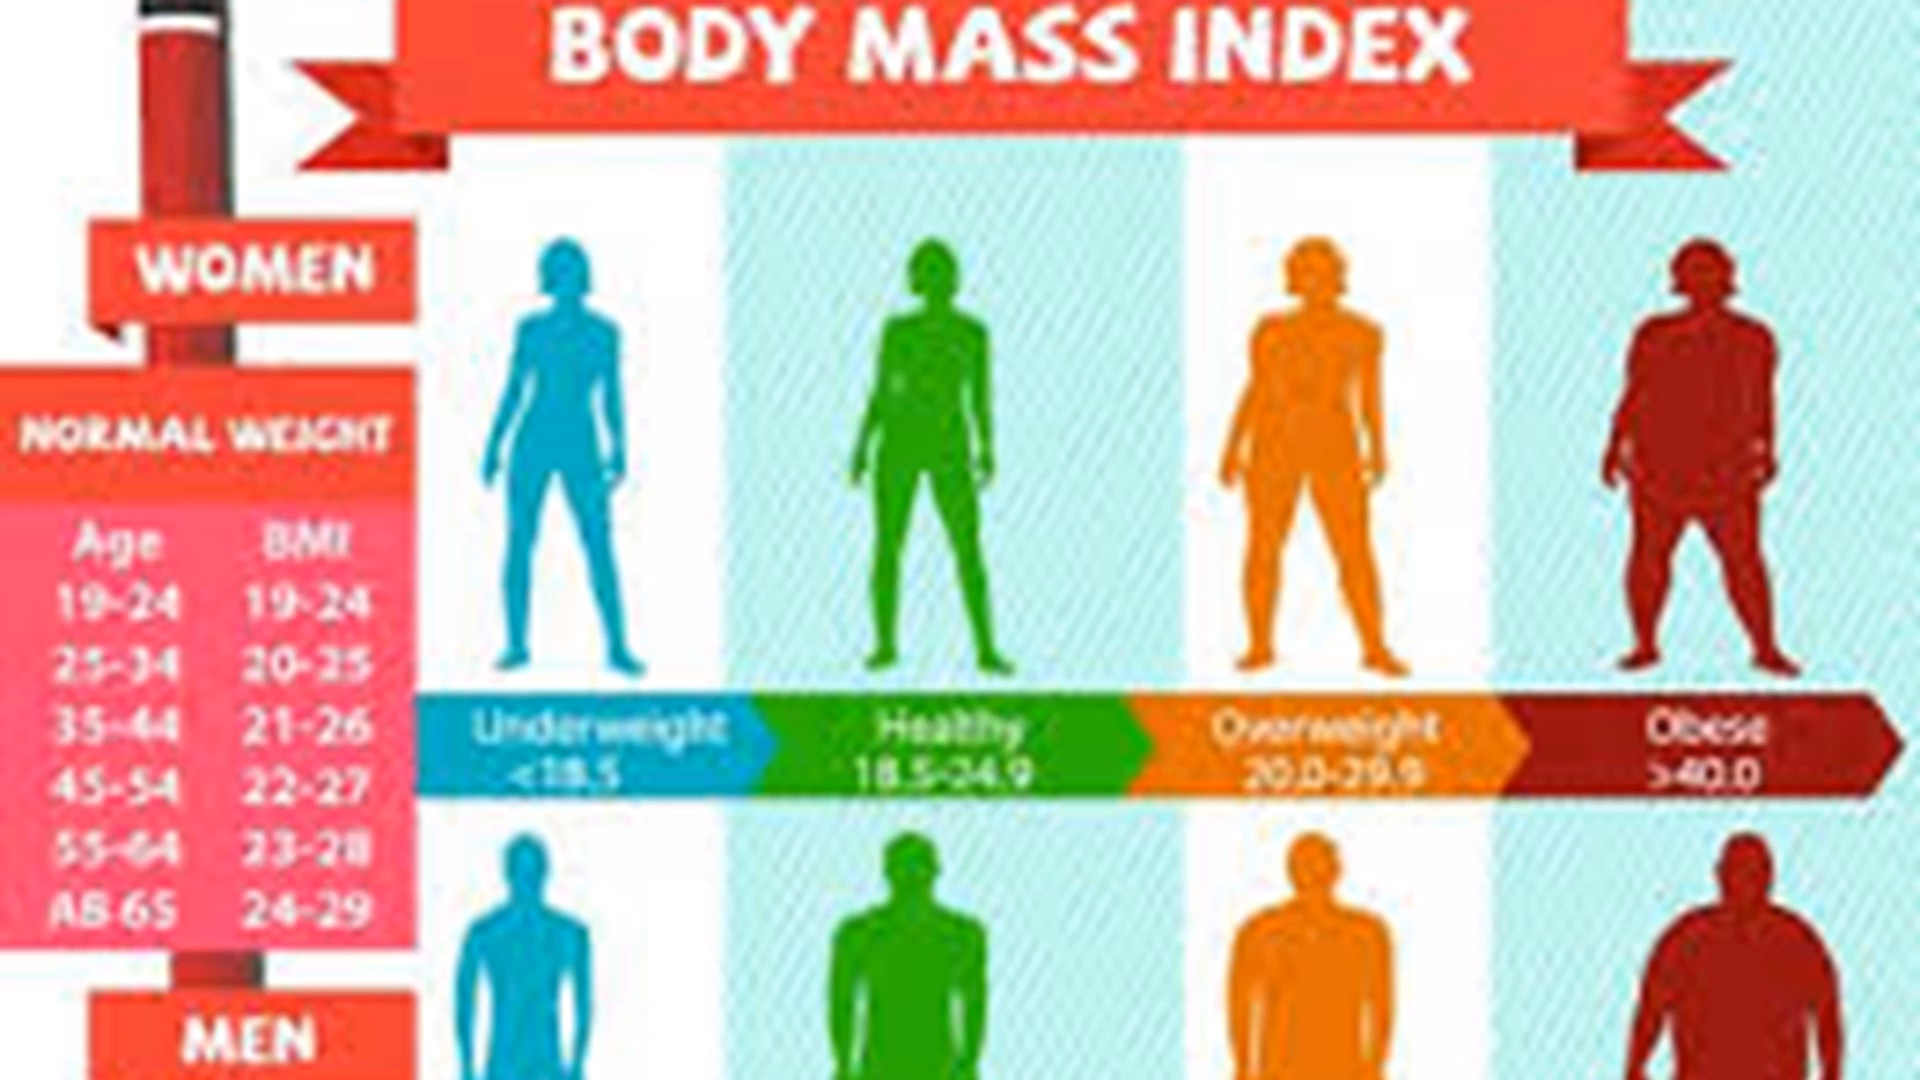 BODY MASS INDEX
WOMEN
NORMAL WEIGHT
Age BMI
19-24 19-24
25-34 20-25
35-44 21-26
45-54 22-27
55-64 23-28
AB 65 24-29
Underweight
<18.5
Healthy
18.5-24.9
Overweight
20.0-29.9
Obese
>40.0
MEN